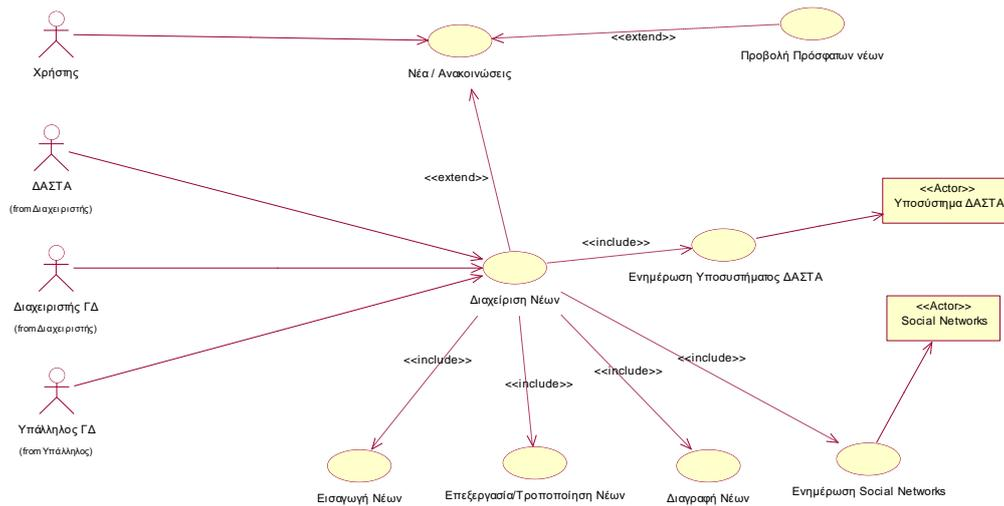 <<extend>>
Προβολή Πρόσφατων νέων
Χρήστης
Νέα / Ανακοινώσεις
<<extend>>
ΔΑΣΤΑ
(from Διαχειριστής)
<<Actor>>
Υποσύστημα ΔΑΣΤΑ
<<include>>
Ενημέρωση Υποσυστήματος ΔΑΣΤΑ
Διαχειριστής ΓΔ
(from Διαχειριστής)
Διαχείριση Νέων
<<Actor>>
Social Networks
<<include>>
<<include>>
<<include>>
<<include>>
Υπάλληλος ΓΔ
(from Υπάλληλος)
Εισαγωγή Νέων
Επεξεργασία/Τροποποίηση Νέων
Διαγραφή Νέων
Ενημέρωση Social Networks